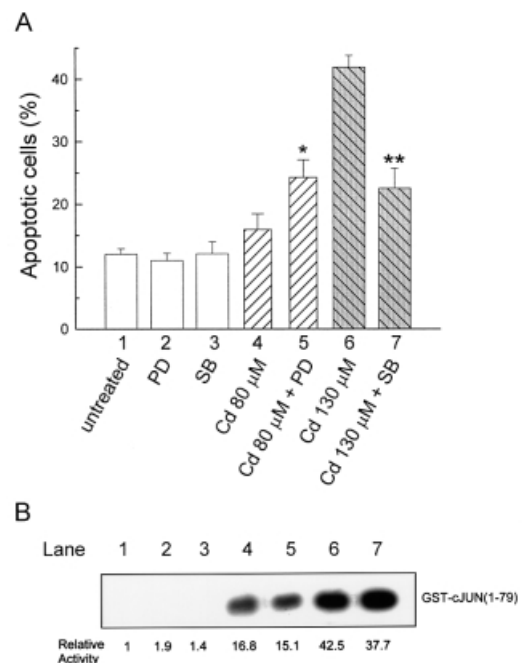 A
Apoptotic cells (%)
40
30
20
10
0
*
**
1 2 3 4 5 6 7
untreated
PD
SB
Cd 80 μM
Cd 80 μM + PD
Cd 130 μM
Cd 130 μM + SB
B
Lane 1 2 3 4 5 6 7
GST-cJUN(1-79)
Relative Activity 1 1.9 1.4 16.8 15.1 42.5 37.7